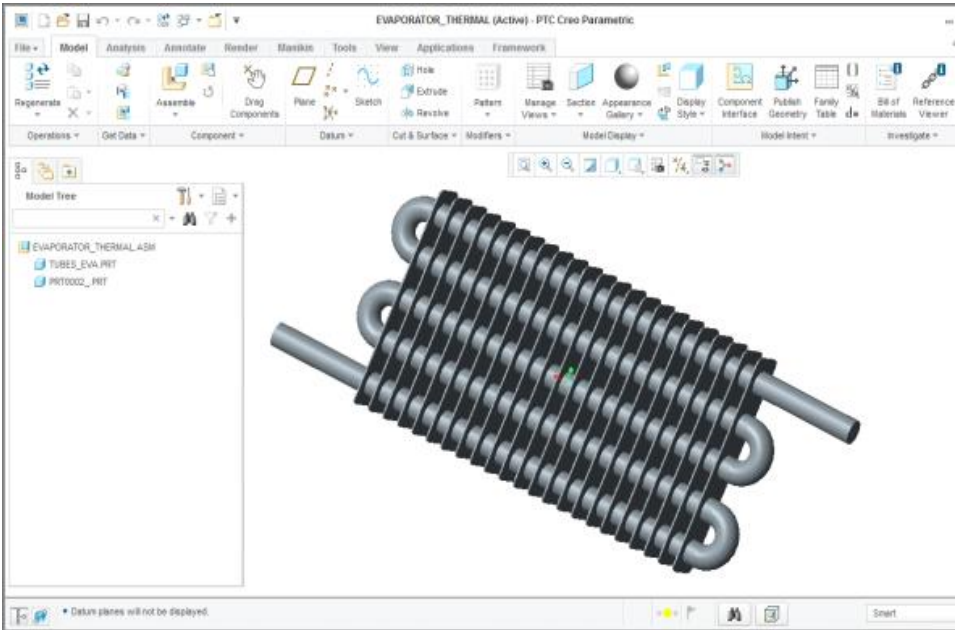 EVAPORATOR_THERMAL (Active) - PTC Creo Parametric
File Model Analysis Annotate Render Manikin Tools View Applications Framework
Regenerate
Assemble
Drag
Components
Plane
Sketch
Hole
Extrude
Revolve
Pattern
Manage
Views
Section
Appearance
Gallery
Display
Style
Component
Interface
Publish
Geometry
Family
Table
d=
Bill of
Materials
Reference
Viewer
Operations Get Data Component Datum Cut & Surface Modifiers Model Display Model Intent Investigate
Model Tree
EVAPORATOR_THERMAL.ASM
TUBES_EVA.PRT
PRT0002_.PRT
• Datum planes will not be displayed.
Smart